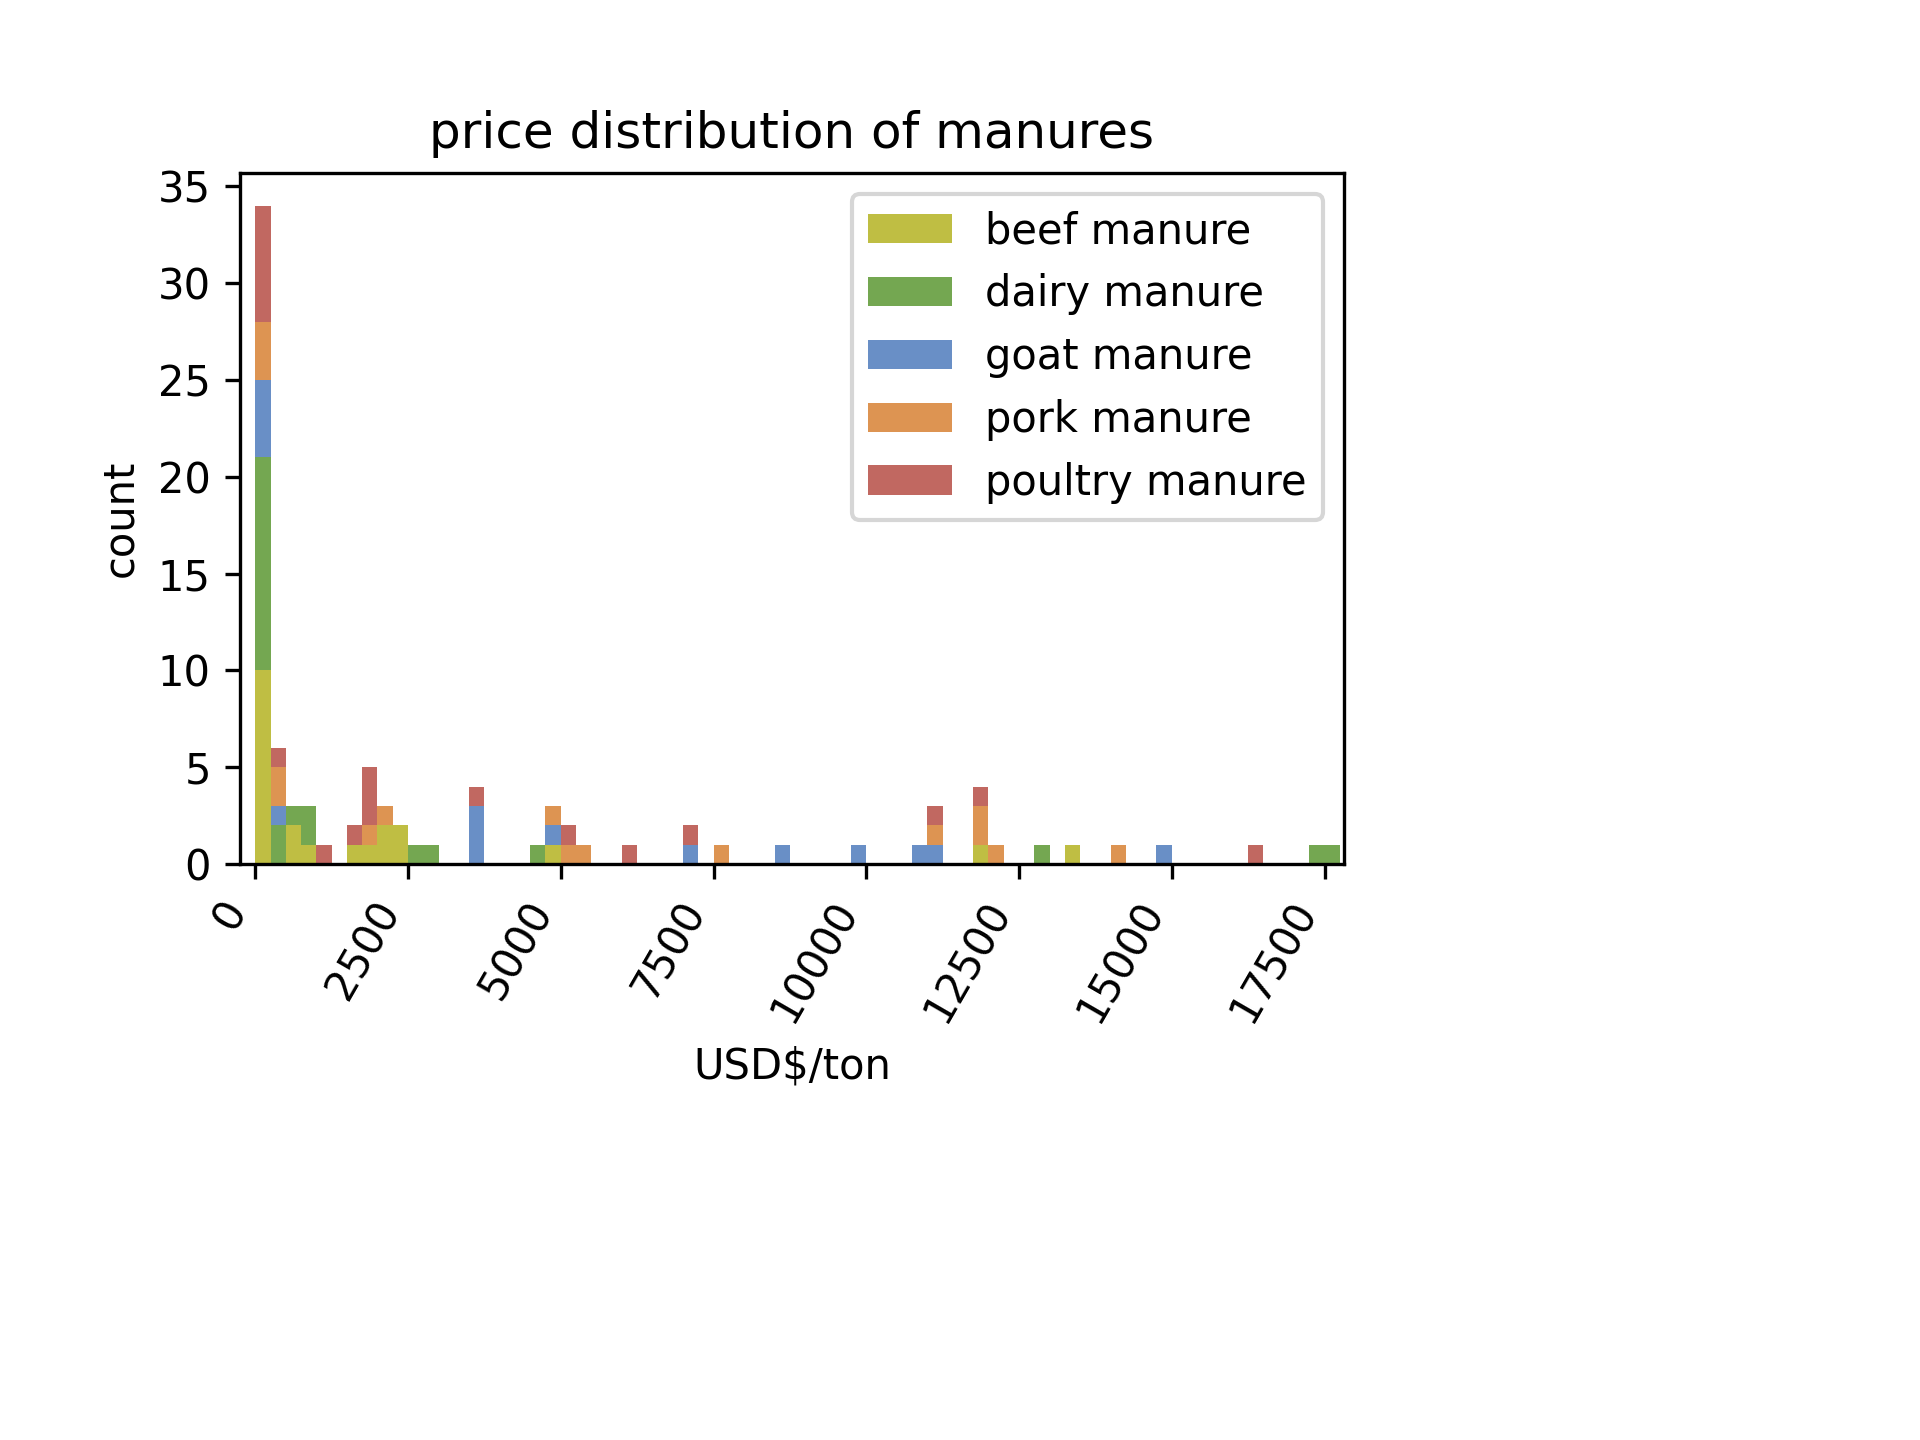 price distribution of manures
35
30
25
20
15
10
5
0
count
beef manure
dairy manure
goat manure
pork manure
poultry manure
0
2500
5000
7500
10000
12500
15000
17500
USD$/ton